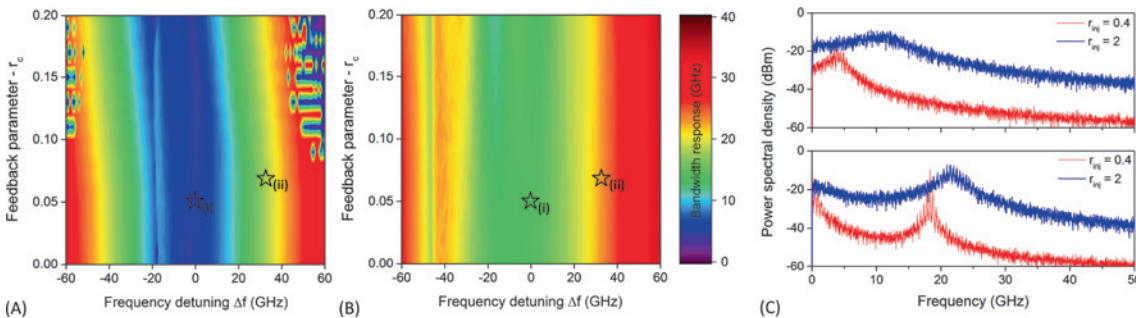 0.20
0.15
0.10
0.05
0.00
Feedback parameter - r_c
-60 -40 -20 0 20 40 60
Frequency detuning Δf (GHz)
(i)
(ii)
(A)
0.20
0.15
0.10
0.05
0.00
Feedback parameter - r_c
-60 -40 -20 0 20 40 60
Frequency detuning Δf (GHz)
(i)
(ii)
(B)
40
30
20
10
0
Bandwidth response (GHz)
0
-20
-40
-60
r_inj = 0.4
r_inj = 2
0
-20
-40
-60
r_inj = 0.4
r_inj = 2
Power spectral density (dBm)
0 10 20 30 40 50
Frequency (GHz)
(C)